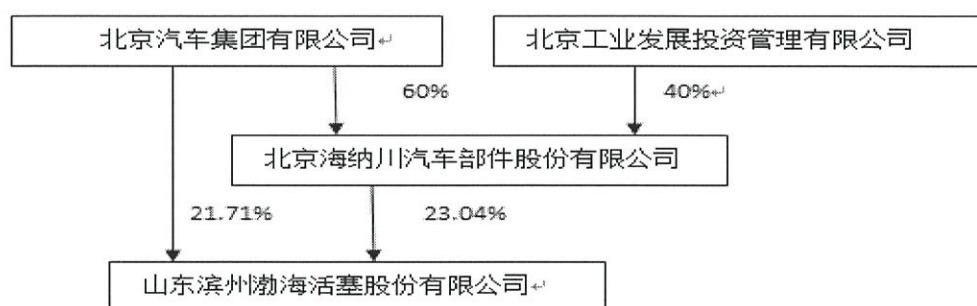 北京汽车集团有限公司
北京工业发展投资管理有限公司
60%
40%
北京海纳川汽车部件股份有限公司
21.71%
23.04%
山东滨州渤海活塞股份有限公司